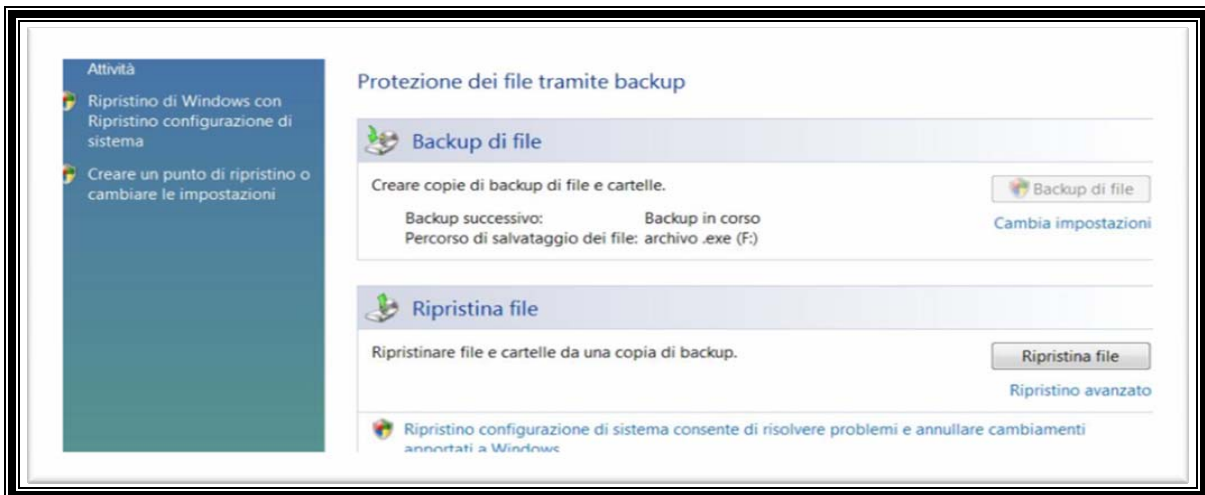 Attività
Ripristino di Windows con
Ripristino configurazione di
sistema
Creare un punto di ripristino o
cambiare le impostazioni
Protezione dei file tramite backup
Backup di file
Creare copie di backup di file e cartelle.
Backup di file
Backup successivo: Backup in corso
Percorso di salvataggio dei file: archivo .exe (F:)
Cambia impostazioni
Ripristina file
Ripristinare file e cartelle da una copia di backup.
Ripristina file
Ripristino avanzato
Ripristino configurazione di sistema consente di risolvere problemi e annullare cambiamenti
apportati a Windows